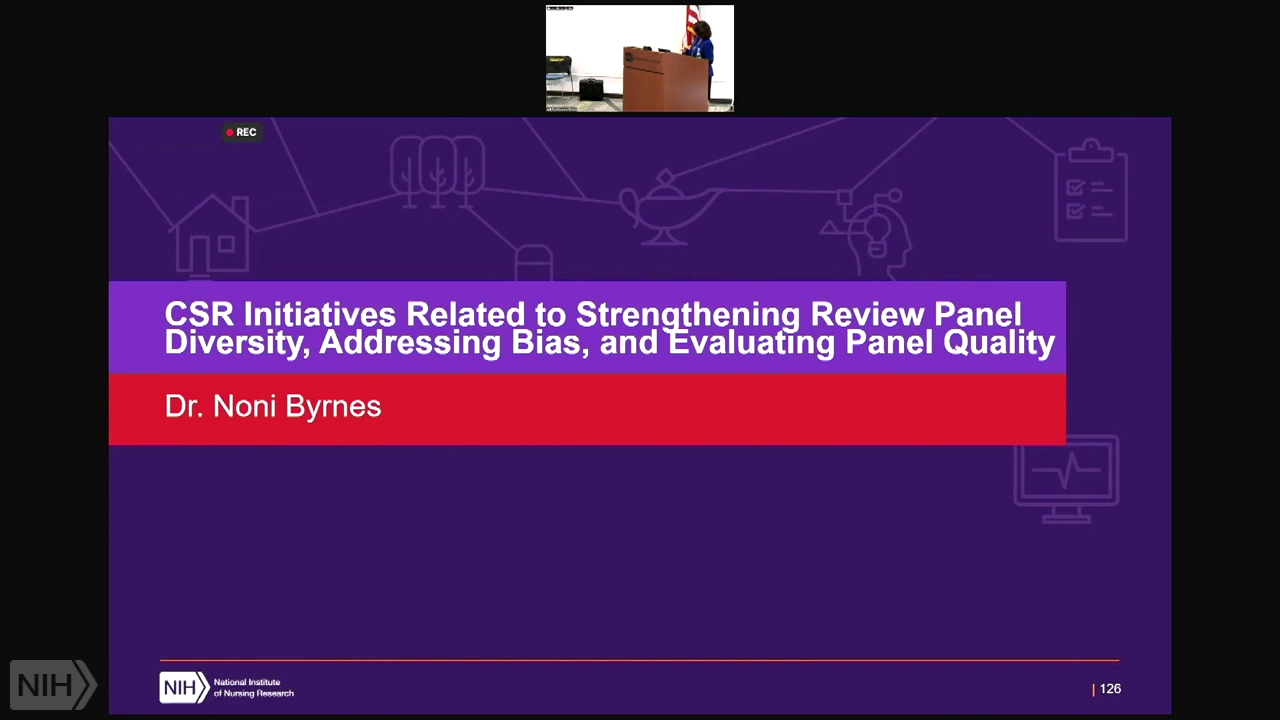 REC
CSR Initiatives Related to Strengthening Review Panel
Diversity, Addressing Bias, and Evaluating Panel Quality
Dr. Noni Byrnes
NIH
NIH
National Institute
of Nursing Research
| 126